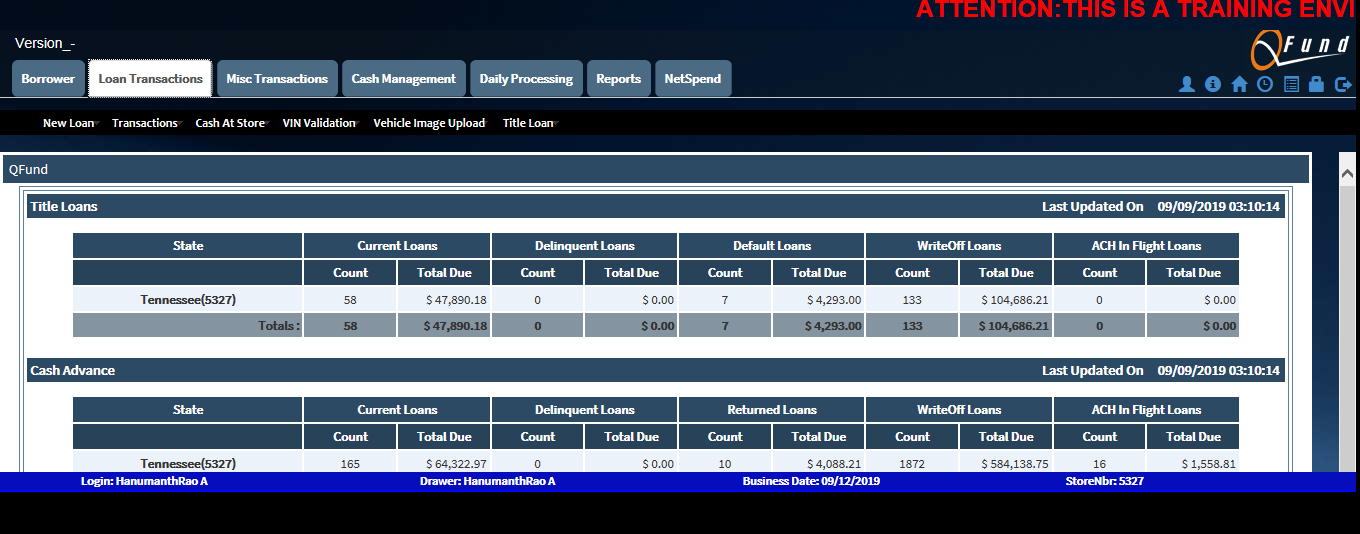 ATTENTION:THIS IS A TRAINING ENVI
Version_-
QFund
Borrower Loan Transactions Misc Transactions Cash Management Daily Processing Reports NetSpend
New Loan Transactions Cash At Store VIN Validation Vehicle Image Upload Title Loan
QFund
Title Loans Last Updated On 09/09/2019 03:10:14
State Current Loans Delinquent Loans Default Loans WriteOff Loans ACH In Flight Loans
Count Total Due Count Total Due Count Total Due Count Total Due Count Total Due
Tennessee(5327) 58 $ 47,890.18 0 $ 0.00 7 $ 4,293.00 133 $ 104,686.21 0 $ 0.00
Totals : 58 $ 47,890.18 0 $ 0.00 7 $ 4,293.00 133 $ 104,686.21 0 $ 0.00
Cash Advance Last Updated On 09/09/2019 03:10:14
State Current Loans Delinquent Loans Returned Loans WriteOff Loans ACH In Flight Loans
Count Total Due Count Total Due Count Total Due Count Total Due Count Total Due
Tennessee(5327) 165 $ 64,322.97 0 $ 0.00 10 $ 4,088.21 1872 $ 584,138.75 16 $ 1,558.81
Login: HanumanthRao A Drawer: HanumanthRao A Business Date: 09/12/2019 StoreNbr: 5327